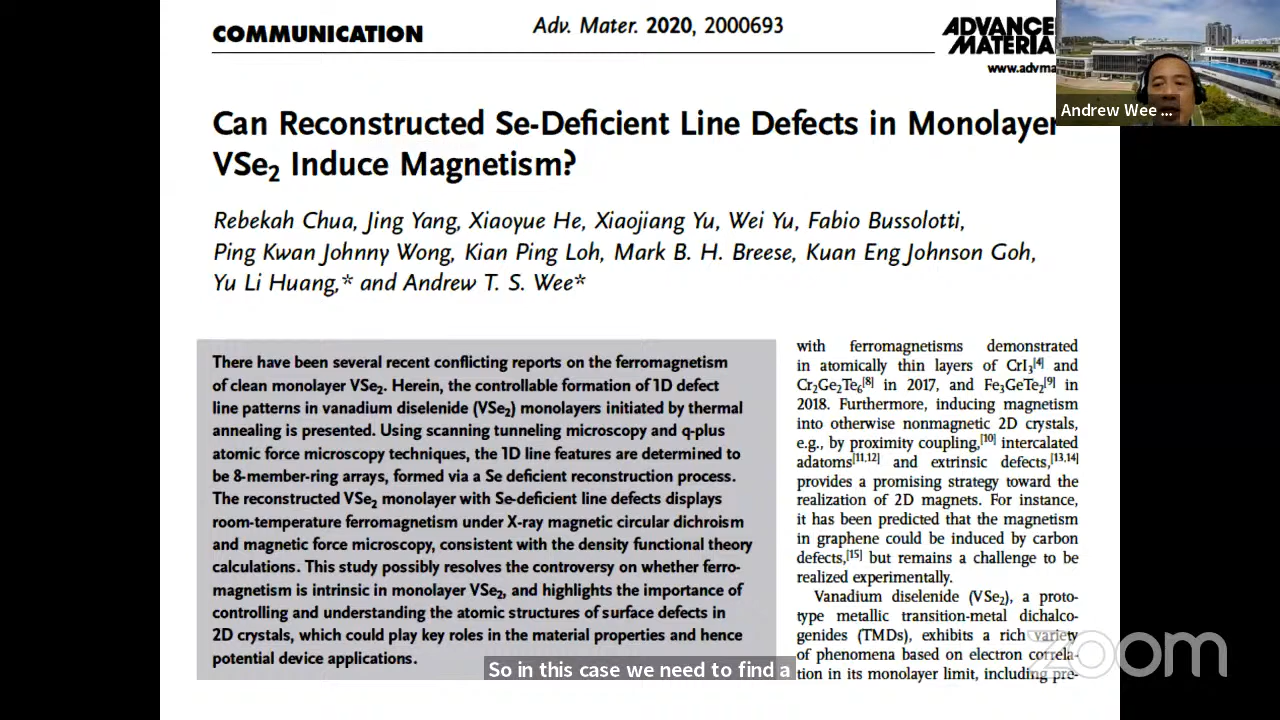 COMMUNICATION
Adv. Mater. 2020, 2000693
ADVANCE
MATERIA
www.advma
Andrew Wee ...
Can Reconstructed Se-Deficient Line Defects in Monolayer
VSe2 Induce Magnetism?
Rebekah Chua, Jing Yang, Xiaoyue He, Xiaojiang Yu, Wei Yu, Fabio Bussolotti,
Ping Kwan Johnny Wong, Kian Ping Loh, Mark B. H. Breese, Kuan Eng Johnson Goh,
Yu Li Huang,* and Andrew T. S. Wee*
There have been several recent conflicting reports on the ferromagnetism
of clean monolayer VSe2. Herein, the controllable formation of 1D defect
line patterns in vanadium diselenide (VSe2) monolayers initiated by thermal
annealing is presented. Using scanning tunneling microscopy and q-plus
atomic force microscopy techniques, the 1D line features are determined to
be 8-member-ring arrays, formed via a Se deficient reconstruction process.
The reconstructed VSe2 monolayer with Se-deficient line defects displays
room-temperature ferromagnetism under X-ray magnetic circular dichroism
and magnetic force microscopy, consistent with the density functional theory
calculations. This study possibly resolves the controversy on whether ferro-
magnetism is intrinsic in monolayer VSe2, and highlights the importance of
controlling and understanding the atomic structures of surface defects in
2D crystals, which could play key roles in the material properties and hence
potential device applications.
with ferromagnetisms demonstrated
in atomically thin layers of CrI3[4] and
Cr2Ge2Te6[8] in 2017, and Fe3GeTe2[9] in
2018. Furthermore, inducing magnetism
into otherwise nonmagnetic 2D crystals,
e.g., by proximity coupling,[10] intercalated
adatoms[11,12] and extrinsic defects,[13,14]
provides a promising strategy toward the
realization of 2D magnets. For instance,
it has been predicted that the magnetism
in graphene could be induced by carbon
defects,[15] but remains a challenge to be
realized experimentally.
Vanadium diselenide (VSe2), a proto-
type metallic transition-metal dichalco-
genides (TMDs), exhibits a rich variety
of phenomena based on electron correla-
tion in its monolayer limit, including pre-
So in this case we need to find a
zoom